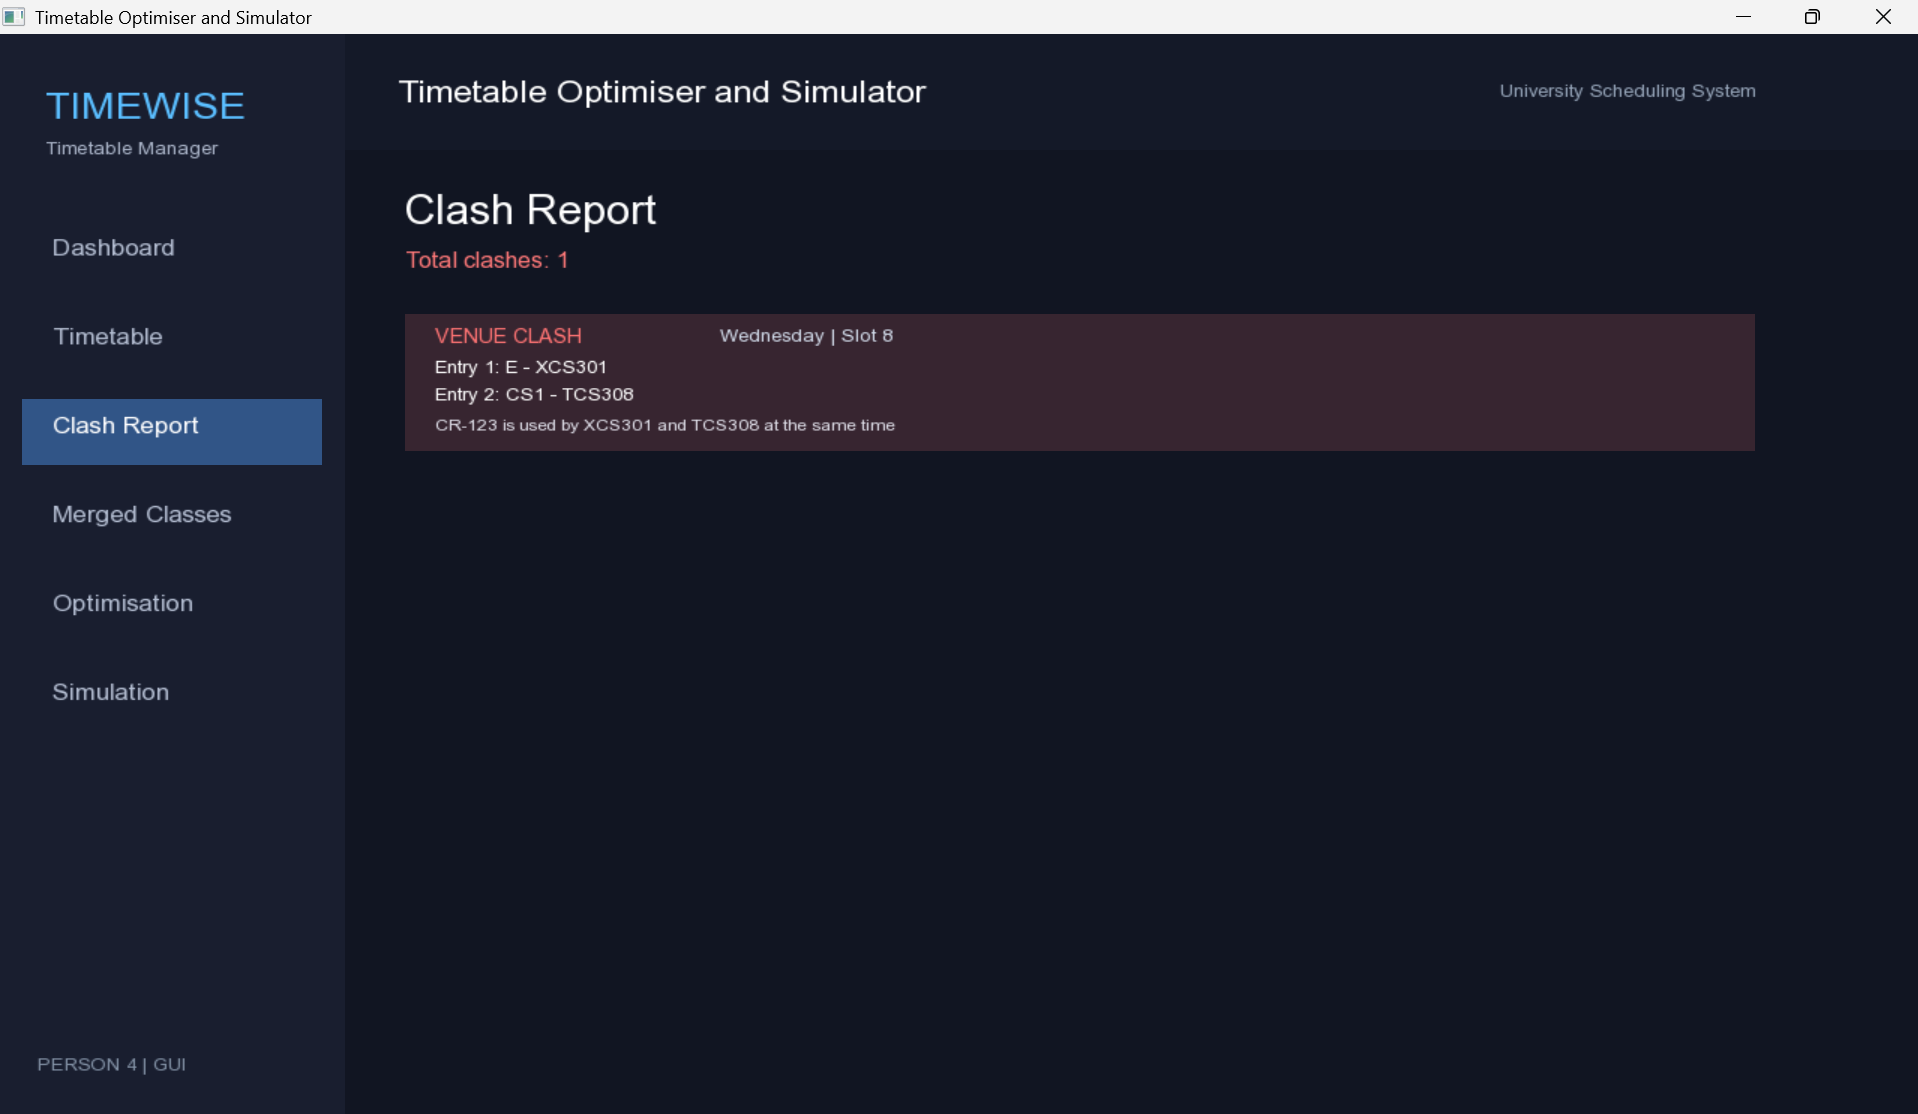 Timetable Optimiser and Simulator
TIMEWISE
Timetable Manager
Dashboard
Timetable
Clash Report
Merged Classes
Optimisation
Simulation
PERSON 4 | GUI
Timetable Optimiser and Simulator
University Scheduling System
Clash Report
Total clashes: 1
VENUE CLASH
Wednesday | Slot 8
Entry 1: E - XCS301
Entry 2: CS1 - TCS308
CR-123 is used by XCS301 and TCS308 at the same time